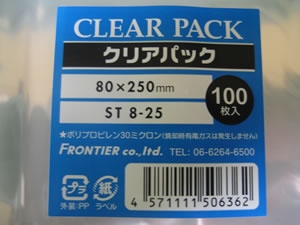 CLEAR PACK
クリアパック
80×250mm
ST 8-25
100
枚入
★ポリプロピレン30ミクロン(焼却時有毒ガスは発生しません)
FRONTIER co.,ltd. TEL: 06-6264-6500
プラ 紙
外装:PP ラベル
4 571111 506362